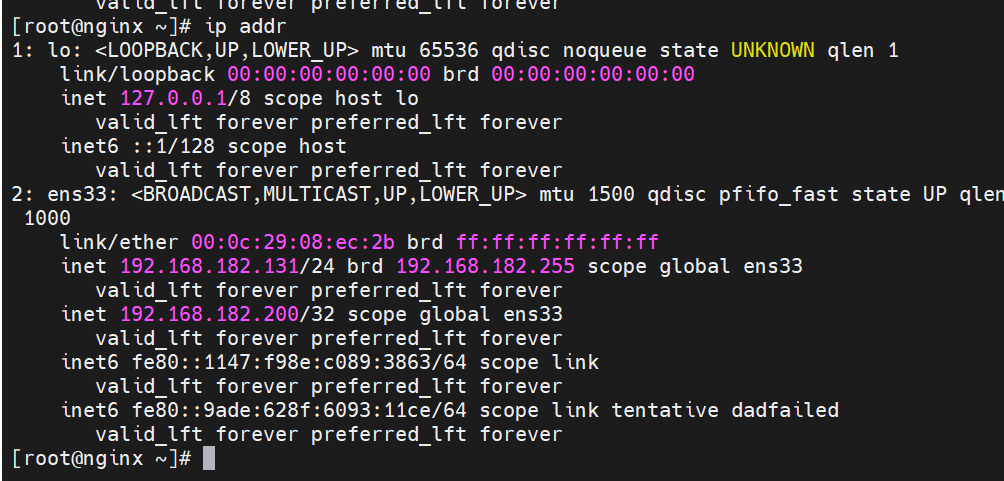 valid_lft forever preferred_lft forever
[root@nginx ~]# ip addr
1: lo: <LOOPBACK,UP,LOWER_UP> mtu 65536 qdisc noqueue state UNKNOWN qlen 1
    link/loopback 00:00:00:00:00:00 brd 00:00:00:00:00:00
    inet 127.0.0.1/8 scope host lo
       valid_lft forever preferred_lft forever
    inet6 ::1/128 scope host
       valid_lft forever preferred_lft forever
2: ens33: <BROADCAST,MULTICAST,UP,LOWER_UP> mtu 1500 qdisc pfifo_fast state UP qlen
 1000
    link/ether 00:0c:29:08:ec:2b brd ff:ff:ff:ff:ff:ff
    inet 192.168.182.131/24 brd 192.168.182.255 scope global ens33
       valid_lft forever preferred_lft forever
    inet 192.168.182.200/32 scope global ens33
       valid_lft forever preferred_lft forever
    inet6 fe80::1147:f98e:c089:3863/64 scope link
       valid_lft forever preferred_lft forever
    inet6 fe80::9ade:628f:6093:11ce/64 scope link tentative dadfailed
       valid_lft forever preferred_lft forever
[root@nginx ~]#